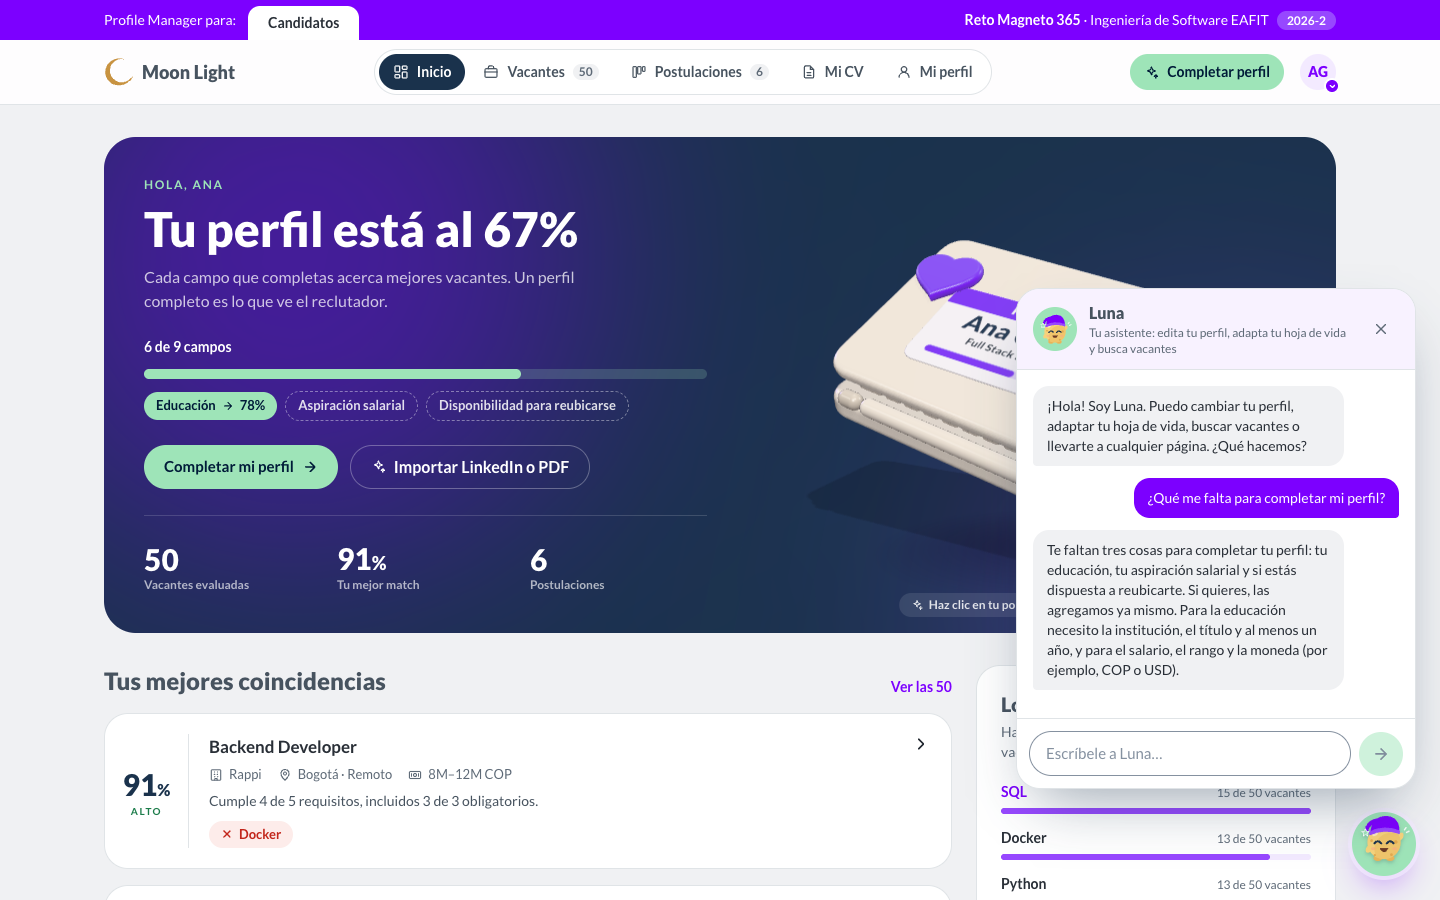 Profile Manager para:
Candidatos
Reto Magneto 365 · Ingeniería de Software EAFIT
2026-2
Moon Light
Inicio
Vacantes 50
Postulaciones 6
Mi CV
Mi perfil
Completar perfil
AG
HOLA, ANA
Tu perfil está al 67%
Cada campo que completas acerca mejores vacantes. Un perfil
completo es lo que ve el reclutador.
6 de 9 campos
Educación → 78%
Aspiración salarial
Disponibilidad para reubicarse
Completar mi perfil →
Importar LinkedIn o PDF
50
Vacantes evaluadas
91%
Tu mejor match
6
Postulaciones
Ana
Full Stack
Haz clic en tu
Luna
Tu asistente: edita tu perfil, adapta tu hoja de vida
y busca vacantes
¡Hola! Soy Luna. Puedo cambiar tu perfil,
adaptar tu hoja de vida, buscar vacantes o
llevarte a cualquier página. ¿Qué hacemos?
¿Qué me falta para completar mi perfil?
Te faltan tres cosas para completar tu perfil: tu
educación, tu aspiración salarial y si estás
dispuesta a reubicarte. Si quieres, las
agregamos ya mismo. Para la educación
necesito la institución, el título y al menos un
año, y para el salario, el rango y la moneda (por
ejemplo, COP o USD).
Escríbele a Luna...
Tus mejores coincidencias
Ver las 50
91%
ALTO
Backend Developer
Rappi
Bogotá · Remoto
8M–12M COP
Cumple 4 de 5 requisitos, incluidos 3 de 3 obligatorios.
Docker
SQL
15 de 50 vacantes
Docker
13 de 50 vacantes
Python
13 de 50 vacantes